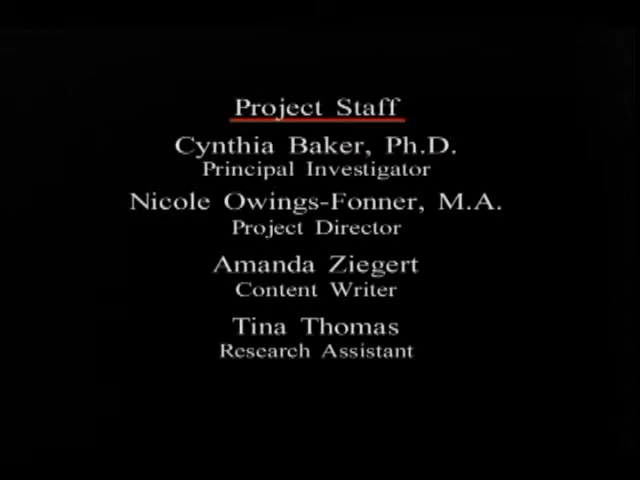 Project Staff
Cynthia Baker, Ph.D.
Principal Investigator
Nicole Owings-Fonner, M.A.
Project Director
Amanda Ziegert
Content Writer
Tina Thomas
Research Assistant